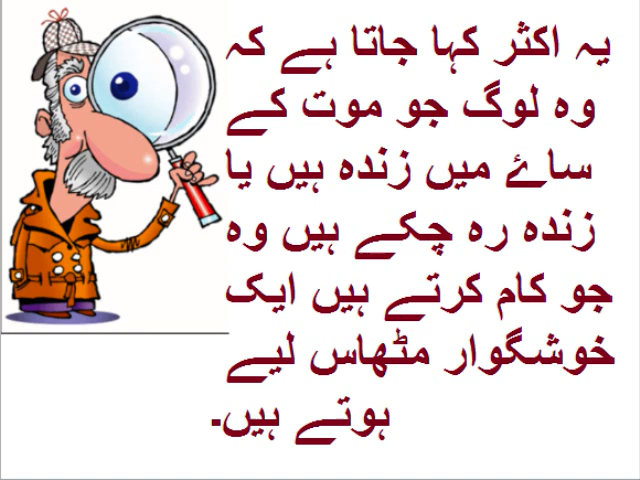 یہ اکثر کہا جاتا ہے کہ
وہ لوگ جو موت کے
سائے میں زندہ ہیں یا
زندہ رہ چکے ہیں وہ
جو کام کرتے ہیں ایک
خوشگوار مٹھاس لیے
ہوتے ہیں۔